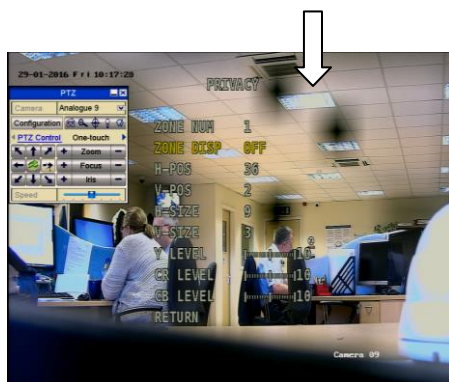 29-01-2016 Fri 10:17:28
PTZ
Camera Analogue 9
Configuration
PTZ Control One-touch
+ Zoom -
+ Focus -
+ Iris -
Speed
PRIVACY
ZONE NUM 1
ZONE DISP OFF
H-POS 36
V-POS 2
H-SIZE 9
V-SIZE 3
Y LEVEL 10
CR LEVEL 10
CB LEVEL 10
RETURN
Camera 09